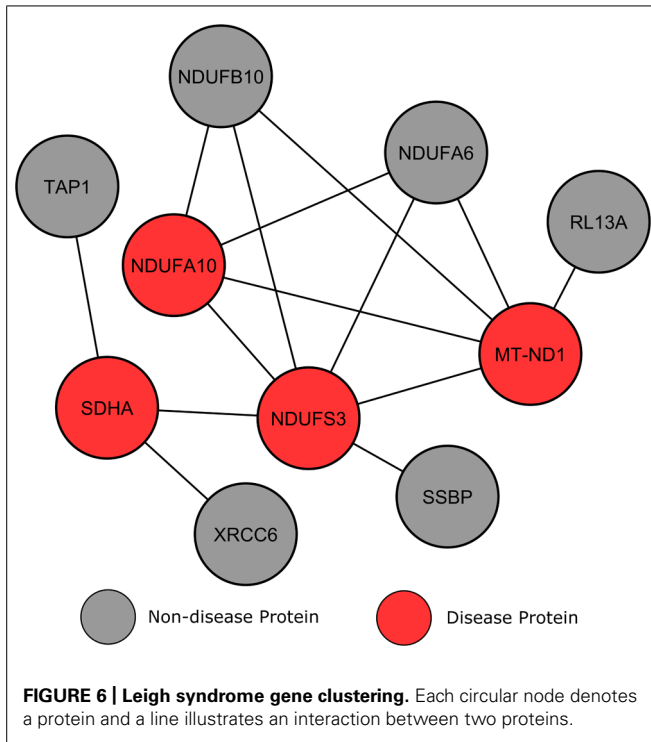 NDUFB10
NDUFA6
TAP1
RL13A
NDUFA10
MT-ND1
SDHA
NDUFS3
SSBP
XRCC6
Non-disease Protein
Disease Protein
FIGURE 6 | Leigh syndrome gene clustering. Each circular node denotes
a protein and a line illustrates an interaction between two proteins.